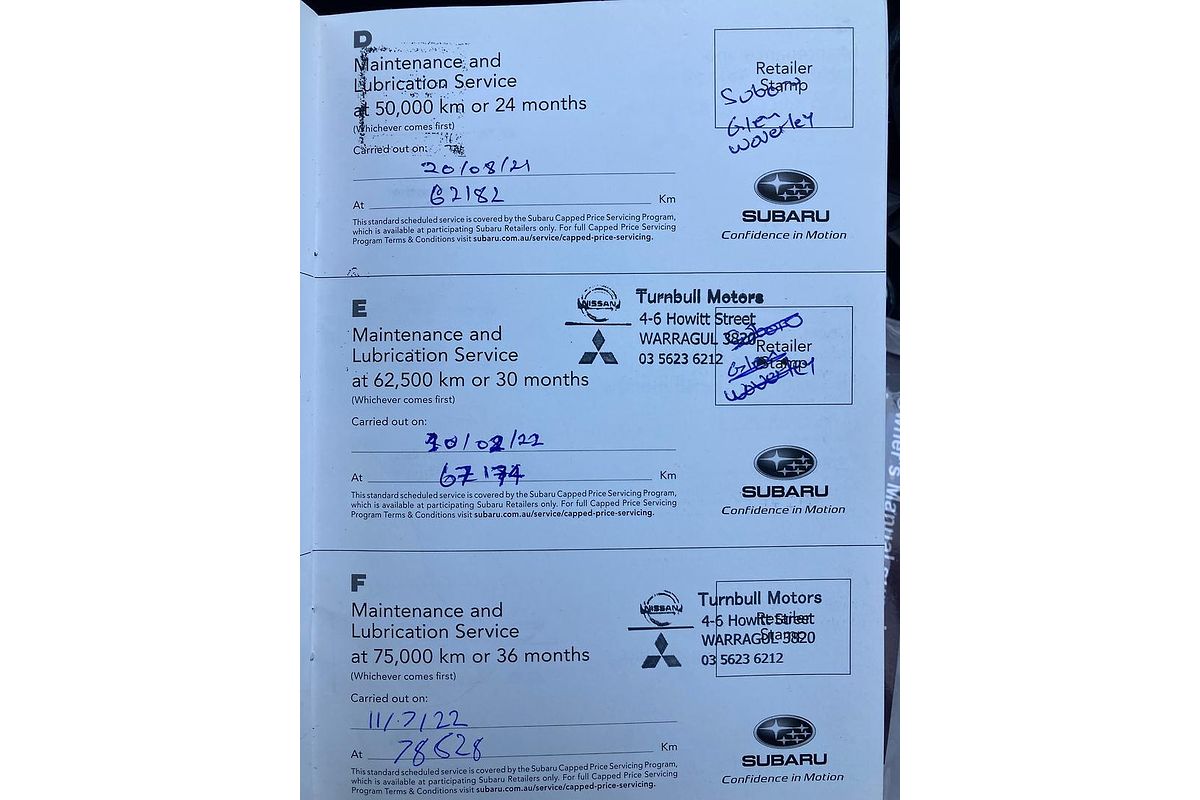 D
Maintenance and
Lubrication Service
at 50,000 km or 24 months
(Whichever comes first)
Carried out on:
20/08/21
At 62182 Km
This standard scheduled service is covered by the Subaru Capped Price Servicing Program,
which is available at participating Subaru Retailers only. For full Capped Price Servicing
Program Terms & Conditions visit subaru.com.au/service/capped-price-servicing.
Retailer
Stamp
Subaru
Glen
Waverley
SUBARU
Confidence in Motion
E
Maintenance and
Lubrication Service
at 62,500 km or 30 months
(Whichever comes first)
Carried out on:
/02/22
At Km
This standard scheduled service is covered by the Subaru Capped Price Servicing Program,
which is available at participating Subaru Retailers only. For full Capped Price Servicing
Program Terms & Conditions visit subaru.com.au/service/capped-price-servicing.
NISSAN
Turnbull Motors
4-6 Howitt Street
WARRAGUL 3820
03 5623 6212
Retailer
Stamp
Subaru
Glen
Waverley
SUBARU
Confidence in Motion
F
Maintenance and
Lubrication Service
at 75,000 km or 36 months
(Whichever comes first)
Carried out on:
11/7/22
At 78628 Km
This standard scheduled service is covered by the Subaru Capped Price Servicing Program,
which is available at participating Subaru Retailers only. For full Capped Price Servicing
Program Terms & Conditions visit subaru.com.au/service/capped-price-servicing.
NISSAN
Turnbull Motors
4-6 Howitt Street
WARRAGUL 3820
03 5623 6212
Retailer
Stamp
SUBARU
Confidence in Motion
wner's Manual